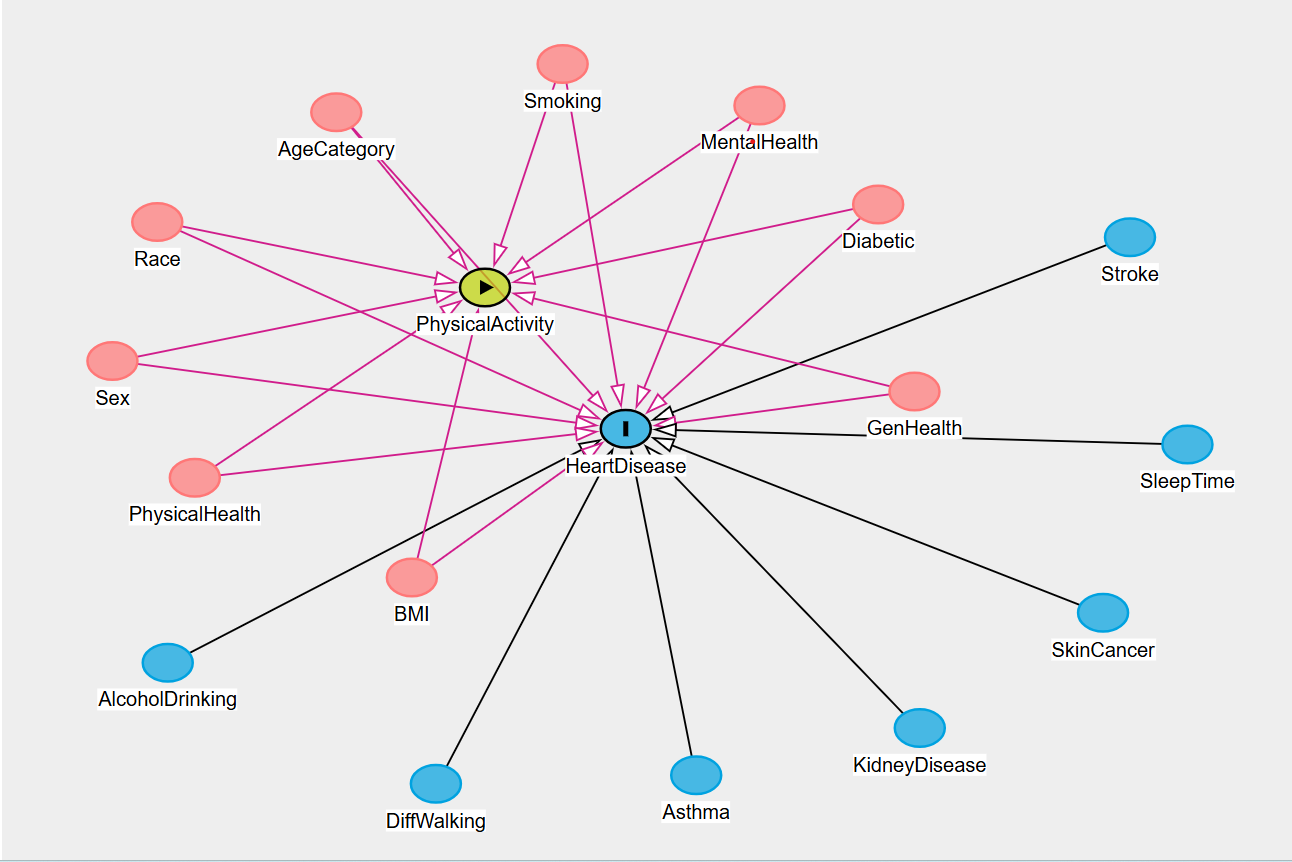 Smoking
MentalHealth
AgeCategory
Diabetic
Race
Stroke
PhysicalActivity
Sex
GenHealth
HeartDisease
SleepTime
PhysicalHealth
BMI
SkinCancer
AlcoholDrinking
KidneyDisease
Asthma
DiffWalking